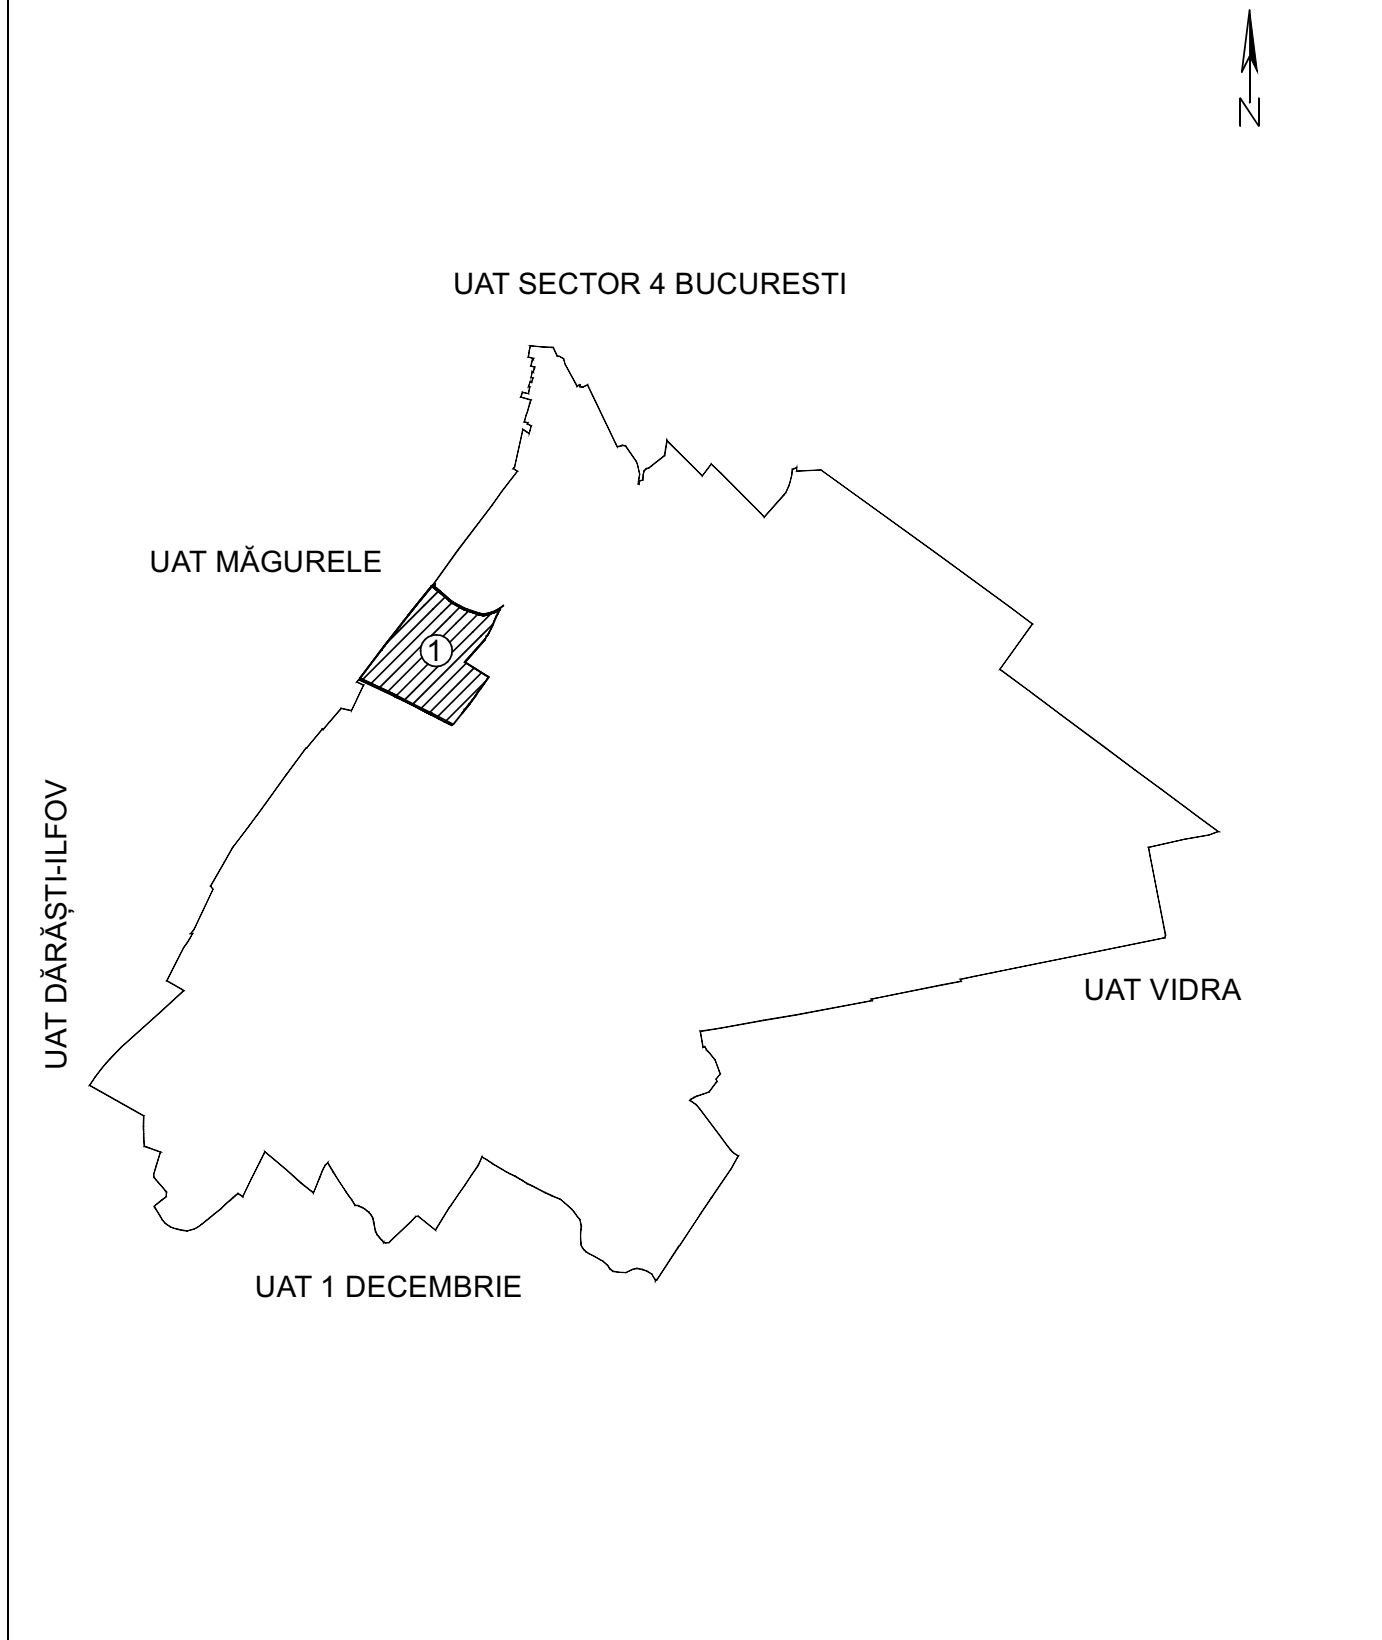 N
UAT SECTOR 4 BUCURESTI
UAT MĂGURELE
1
UAT DĂRĂȘTI-ILFOV
UAT VIDRA
UAT 1 DECEMBRIE